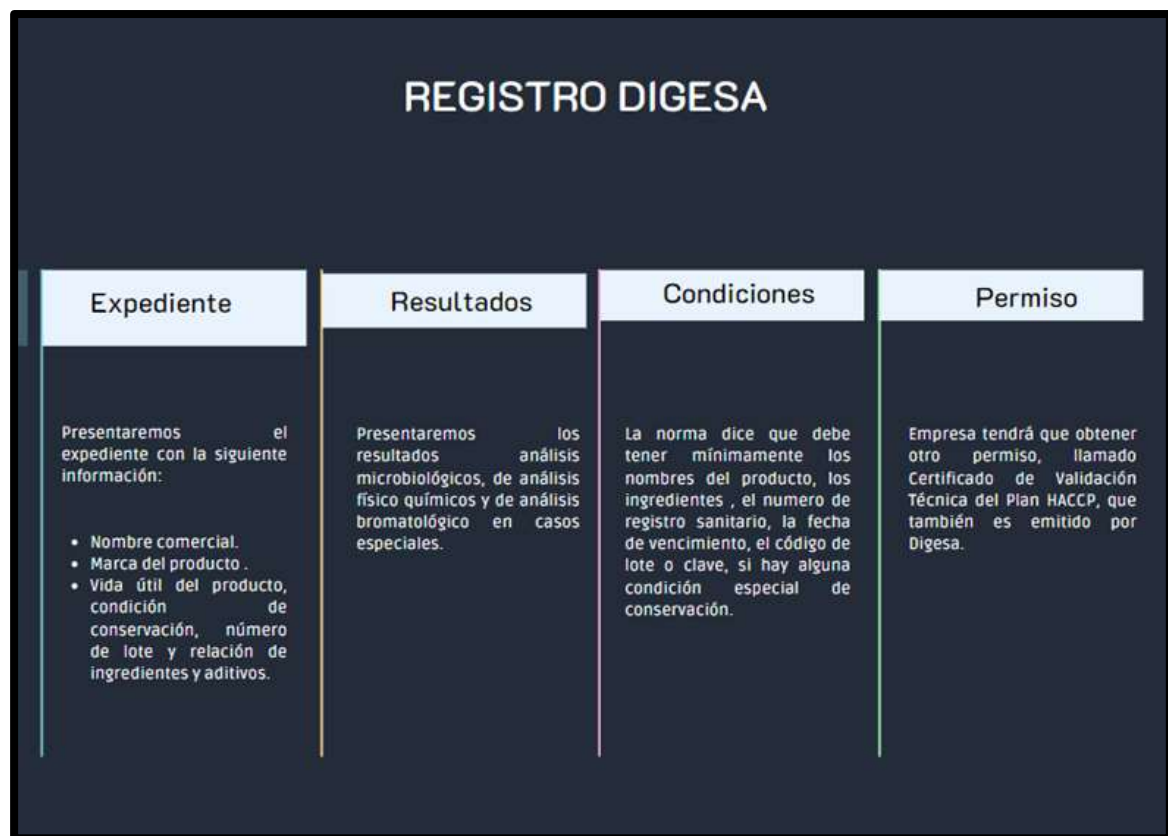 REGISTRO DIGESA
Expediente
Presentaremos el
expediente con la siguiente
información:
• Nombre comercial.
• Marca del producto .
• Vida útil del producto,
condición de
conservación, número
de lote y relación de
ingredientes y aditivos.
Resultados
Presentaremos los
resultados análisis
microbiológicos, de análisis
físico químicos y de análisis
bromatológico en casos
especiales.
Condiciones
La norma dice que debe
tener mínimamente los
nombres del producto, los
ingredientes , el numero de
registro sanitario, la fecha
de vencimiento, el código de
lote o clave, si hay alguna
condición especial de
conservación.
Permiso
Empresa tendrá que obtener
otro permiso, llamado
Certificado de Validación
Técnica del Plan HACCP, que
también es emitido por
Digesa.